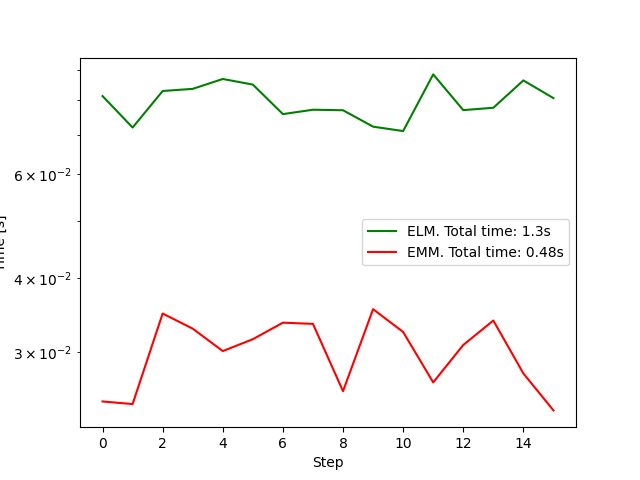 Time [s]
6 × 10⁻²
4 × 10⁻²
3 × 10⁻²
ELM. Total time: 1.3s
EMM. Total time: 0.48s
0 2 4 6 8 10 12 14
Step